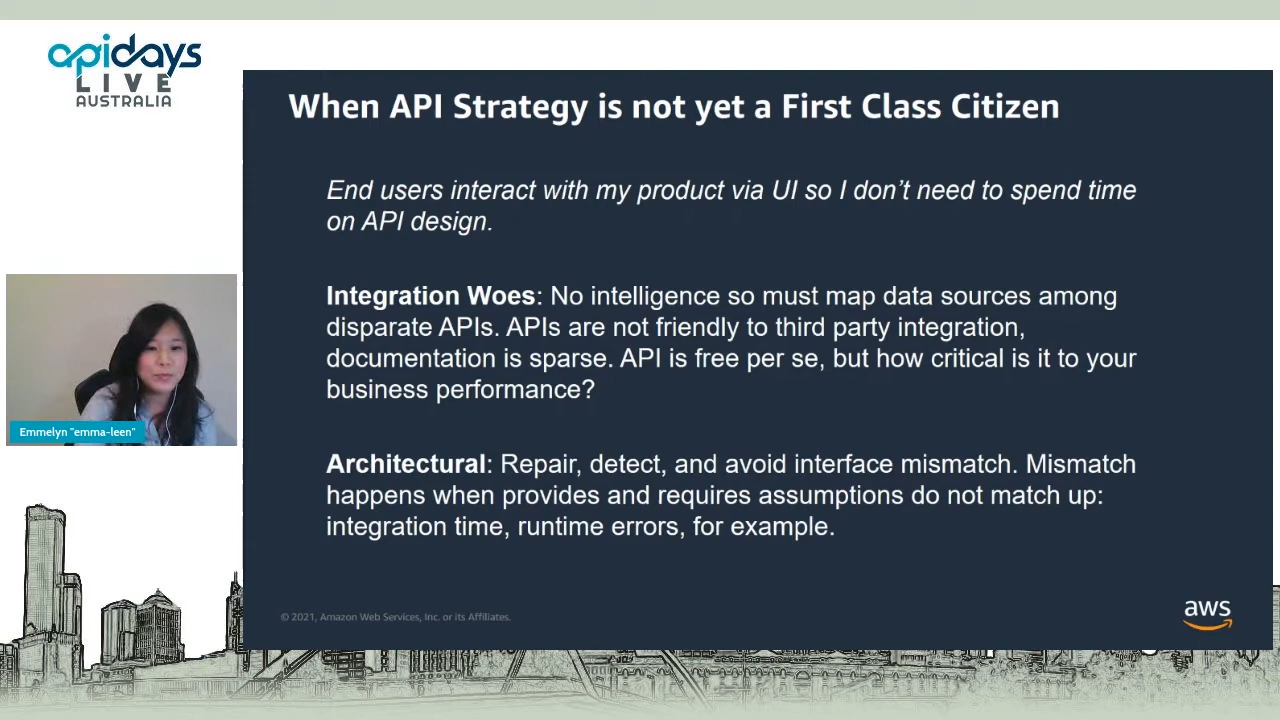 apidays
LIVE
AUSTRALIA
When API Strategy is not yet a First Class Citizen
End users interact with my product via UI so I don’t need to spend time
on API design.
Integration Woes: No intelligence so must map data sources among
disparate APIs. APIs are not friendly to third party integration,
documentation is sparse. API is free per se, but how critical is it to your
business performance?
Architectural: Repair, detect, and avoid interface mismatch. Mismatch
happens when provides and requires assumptions do not match up:
integration time, runtime errors, for example.
Emmelyn "emma-leen"
© 2021, Amazon Web Services, Inc. or its Affiliates.
aws